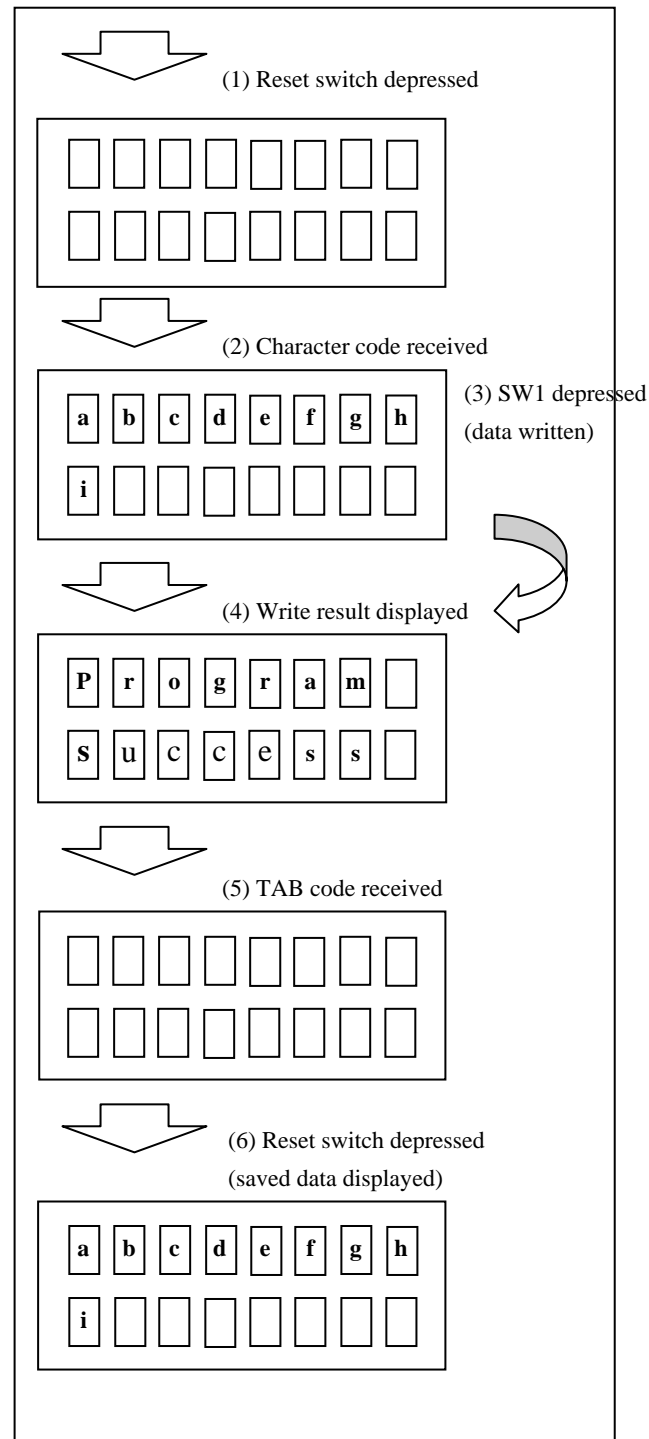 (1) Reset switch depressed
(2) Character code received
a b c d e f g h
i
(3) SW1 depressed
(data written)
(4) Write result displayed
P r o g r a m
s u c c e s s
(5) TAB code received
(6) Reset switch depressed
(saved data displayed)
a b c d e f g h
i